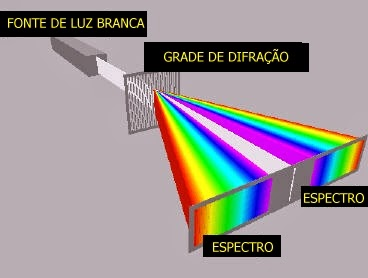 FONTE DE LUZ BRANCA
GRADE DE DIFRAÇÃO
ESPECTRO
ESPECTRO